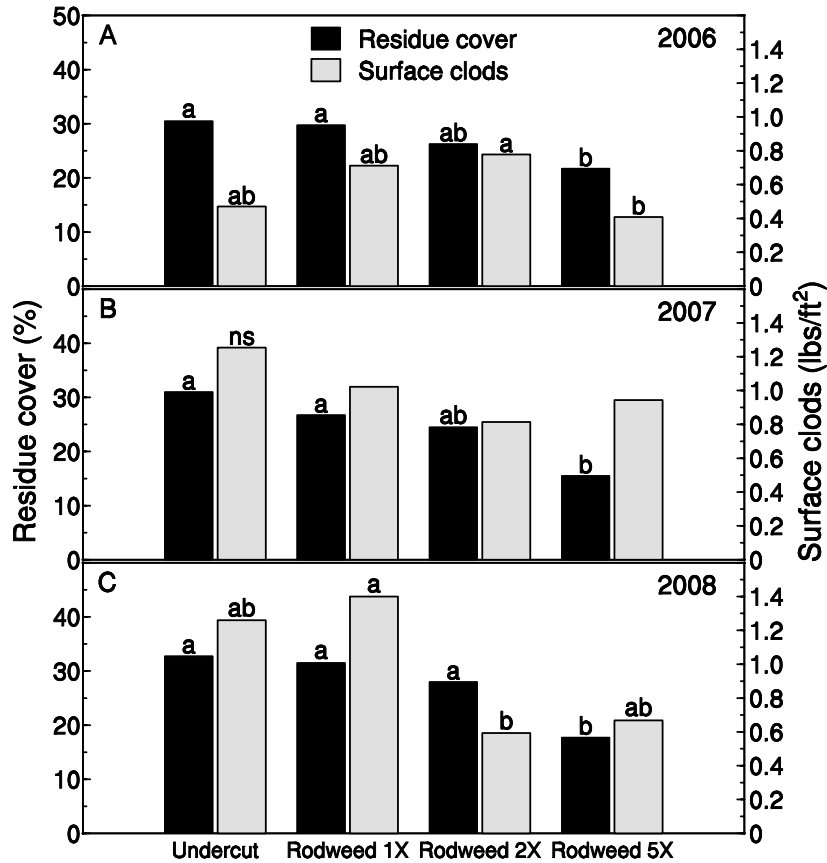 A
Residue cover
Surface clods
2006
50
40
30
20
10
0
1.4
1.2
1.0
0.8
0.6
0.4
0.2
0
a
ab
a
ab
ab
a
b
b
B
2007
40
30
20
10
0
1.4
1.2
1.0
0.8
0.6
0.4
0.2
0
a
ns
a
ab
b
C
2008
40
30
20
10
0
1.4
1.2
1.0
0.8
0.6
0.4
0.2
0
a
ab
a
a
a
b
b
ab
Residue cover (%)
Surface clods (lbs/ft²)
Undercut Rodweed 1X Rodweed 2X Rodweed 5X